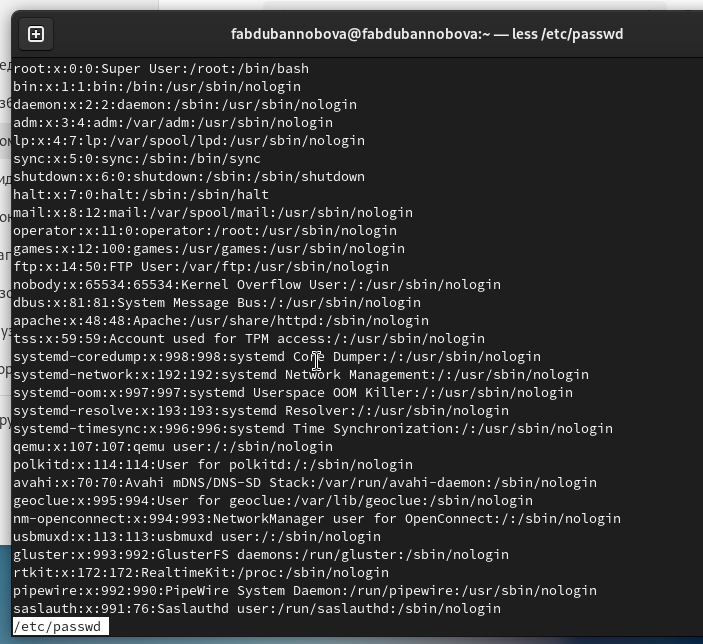 fabdubannobova@fabdubannobova:~ — less /etc/passwd
root:x:0:0:Super User:/root:/bin/bash
bin:x:1:1:bin:/bin:/usr/sbin/nologin
daemon:x:2:2:daemon:/sbin:/usr/sbin/nologin
adm:x:3:4:adm:/var/adm:/usr/sbin/nologin
lp:x:4:7:lp:/var/spool/lpd:/usr/sbin/nologin
sync:x:5:0:sync:/sbin:/bin/sync
shutdown:x:6:0:shutdown:/sbin:/sbin/shutdown
halt:x:7:0:halt:/sbin:/sbin/halt
mail:x:8:12:mail:/var/spool/mail:/usr/sbin/nologin
operator:x:11:0:operator:/root:/usr/sbin/nologin
games:x:12:100:games:/usr/games:/usr/sbin/nologin
ftp:x:14:50:FTP User:/var/ftp:/usr/sbin/nologin
nobody:x:65534:65534:Kernel Overflow User:/:/usr/sbin/nologin
dbus:x:81:81:System Message Bus:/:/usr/sbin/nologin
apache:x:48:48:Apache:/usr/share/httpd:/sbin/nologin
tss:x:59:59:Account used for TPM access:/:/usr/sbin/nologin
systemd-coredump:x:998:998:systemd Core Dumper:/:/usr/sbin/nologin
systemd-network:x:192:192:systemd Network Management:/:/usr/sbin/nologin
systemd-oom:x:997:997:systemd Userspace OOM Killer:/:/usr/sbin/nologin
systemd-resolve:x:193:193:systemd Resolver:/:/usr/sbin/nologin
systemd-timesync:x:996:996:systemd Time Synchronization:/:/usr/sbin/nologin
qemu:x:107:107:qemu user:/:/sbin/nologin
polkitd:x:114:114:User for polkitd:/:/sbin/nologin
avahi:x:70:70:Avahi mDNS/DNS-SD Stack:/var/run/avahi-daemon:/sbin/nologin
geoclue:x:995:994:User for geoclue:/var/lib/geoclue:/sbin/nologin
nm-openconnect:x:994:993:NetworkManager user for OpenConnect:/:/sbin/nologin
usbmuxd:x:113:113:usbmuxd user:/:/sbin/nologin
gluster:x:993:992:GlusterFS daemons:/run/gluster:/sbin/nologin
rtkit:x:172:172:RealtimeKit:/proc:/sbin/nologin
pipewire:x:992:990:PipeWire System Daemon:/run/pipewire:/usr/sbin/nologin
saslauth:x:991:76:Saslauthd user:/run/saslauthd:/sbin/nologin
/etc/passwd